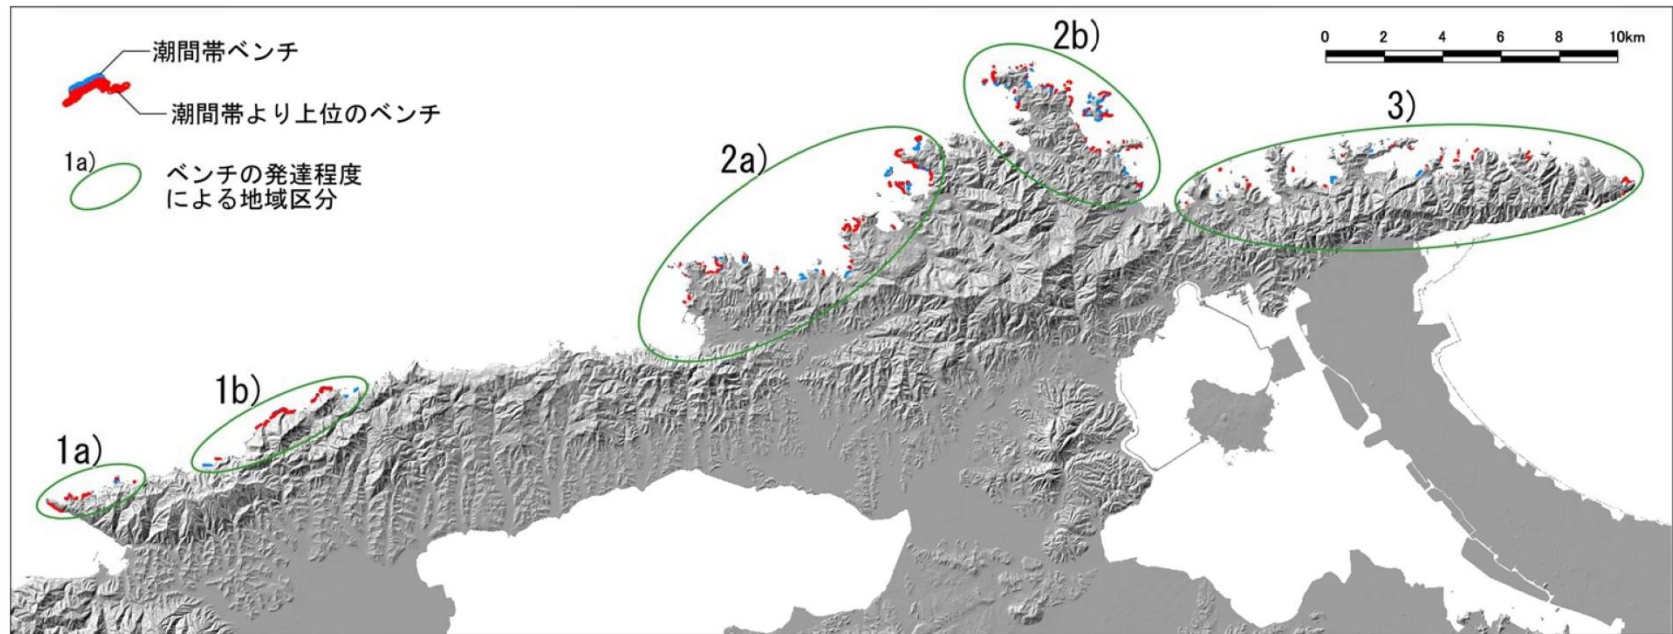 潮間帯ベンチ
潮間帯より上位のベンチ
1a)
ベンチの発達程度
による地域区分
0 2 4 6 8 10km
2b)
3)
2a)
1b)
1a)